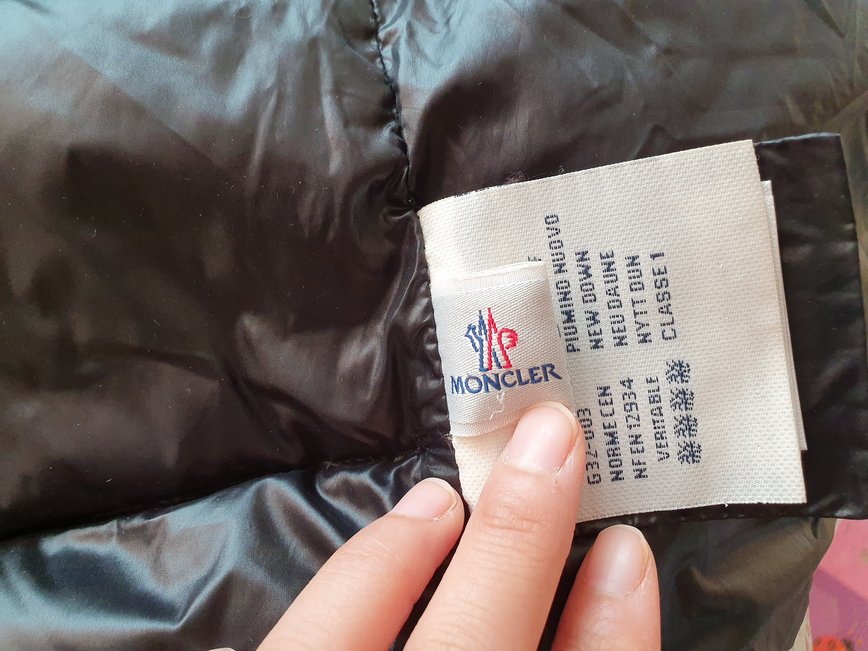 MONCLER
PIUMINO NUOVO
NEW DOWN
NEU DAUNE
NYTT DUN
CLASSE 1
G32-003
NORME CEN
NFEN 12934
VERITABLE